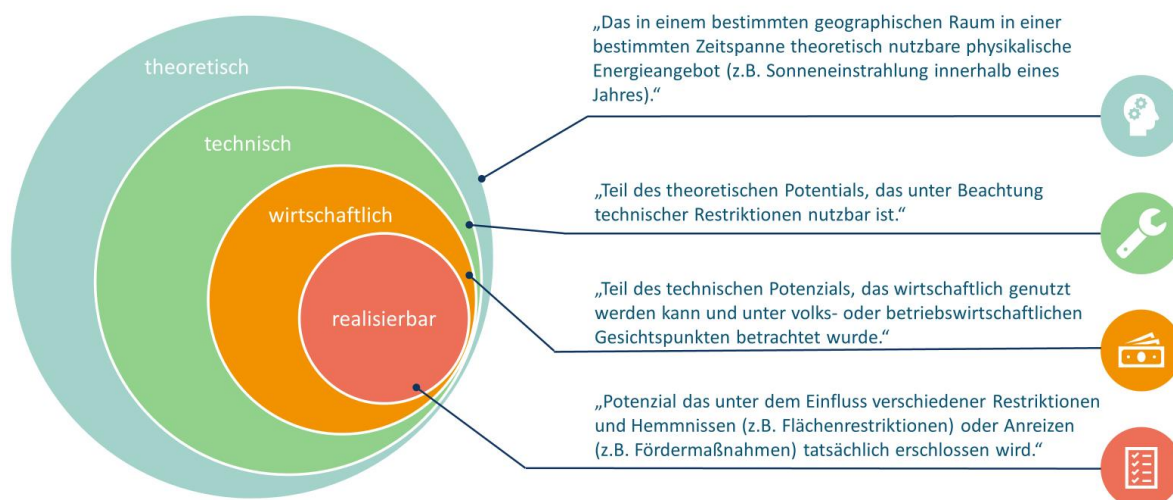 theoretisch
technisch
wirtschaftlich
realisierbar
„Das in einem bestimmten geographischen Raum in einer
bestimmten Zeitspanne theoretisch nutzbare physikalische
Energieangebot (z.B. Sonneneinstrahlung innerhalb eines
Jahres).“
„Teil des theoretischen Potentials, das unter Beachtung
technischer Restriktionen nutzbar ist.“
„Teil des technischen Potenzials, das wirtschaftlich genutzt
werden kann und unter volks- oder betriebswirtschaftlichen
Gesichtspunkten betrachtet wurde.“
„Potenzial das unter dem Einfluss verschiedener Restriktionen
und Hemmnissen (z.B. Flächenrestriktionen) oder Anreizen
(z.B. Fördermaßnahmen) tatsächlich erschlossen wird.“